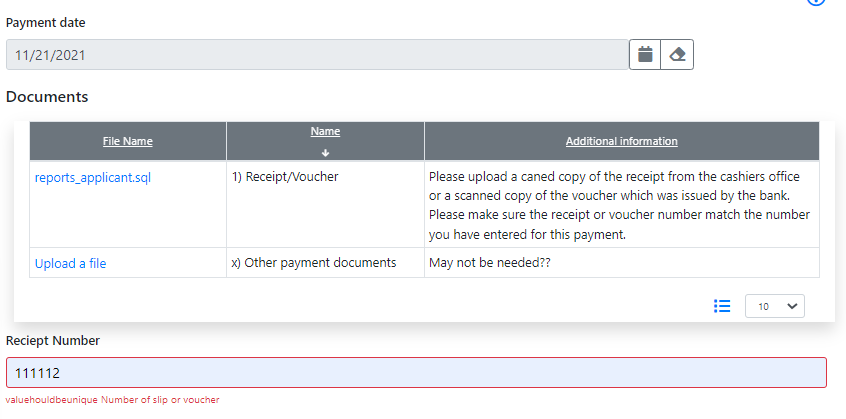 Payment date
11/21/2021
Documents
File Name
Name
Additional information
reports_applicant.sql
1) Receipt/Voucher
Please upload a caned copy of the receipt from the cashiers office
or a scanned copy of the voucher which was issued by the bank.
Please make sure the receipt or voucher number match the number
you have entered for this payment.
Upload a file
x) Other payment documents
May not be needed??
10
Reciept Number
111112
valuehouldbeunique Number of slip or voucher